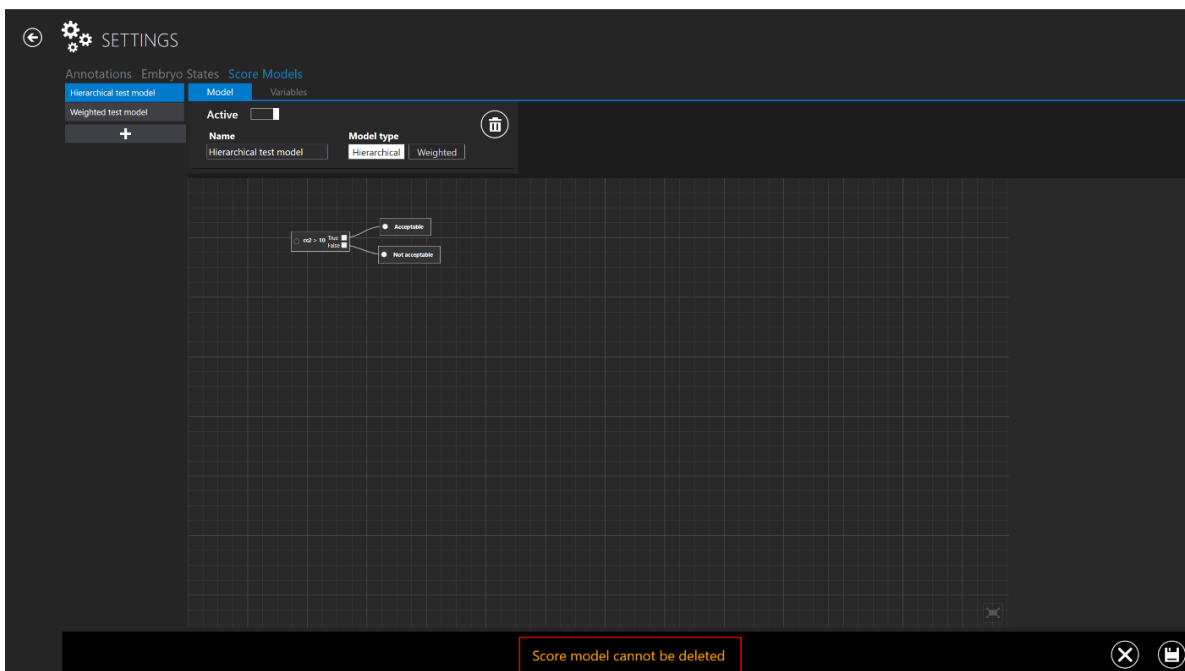 SETTINGS
Annotations Embryo States Score Models
Hierarchical test model
Weighted test model
Model Variables
Active
Name
Hierarchical test model
Model type
Hierarchical Weighted
cc2 > 10
True
False
Acceptable
Not acceptable
Score model cannot be deleted